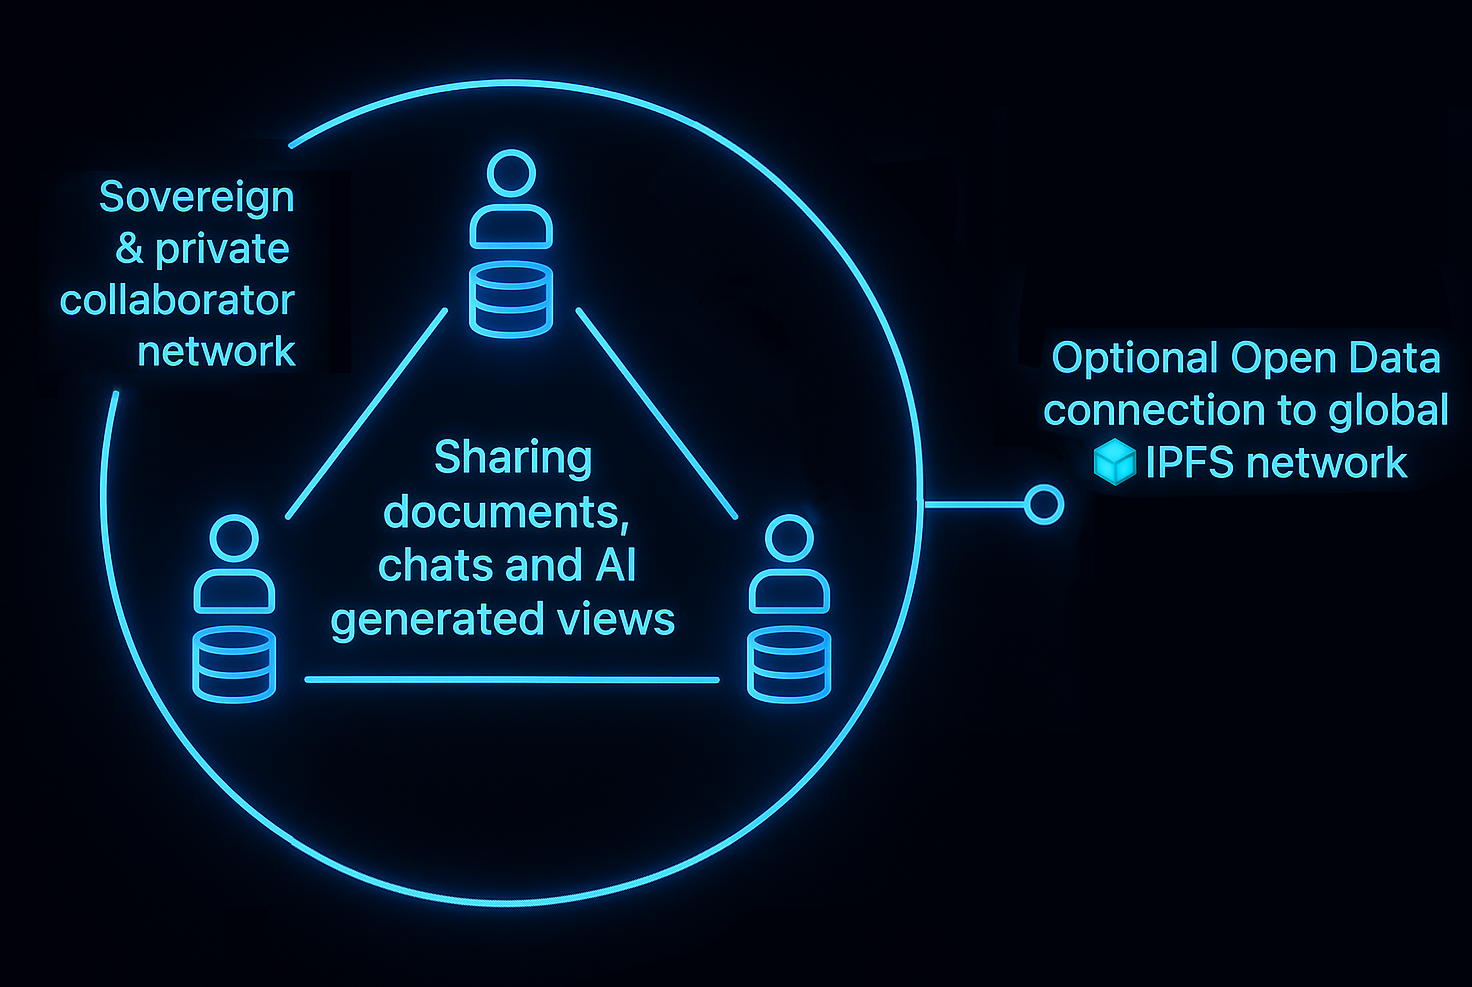 Sovereign
& private
collaborator
network
Sharing
documents,
chats and AI
generated views
Optional Open Data
connection to global
IPFS network